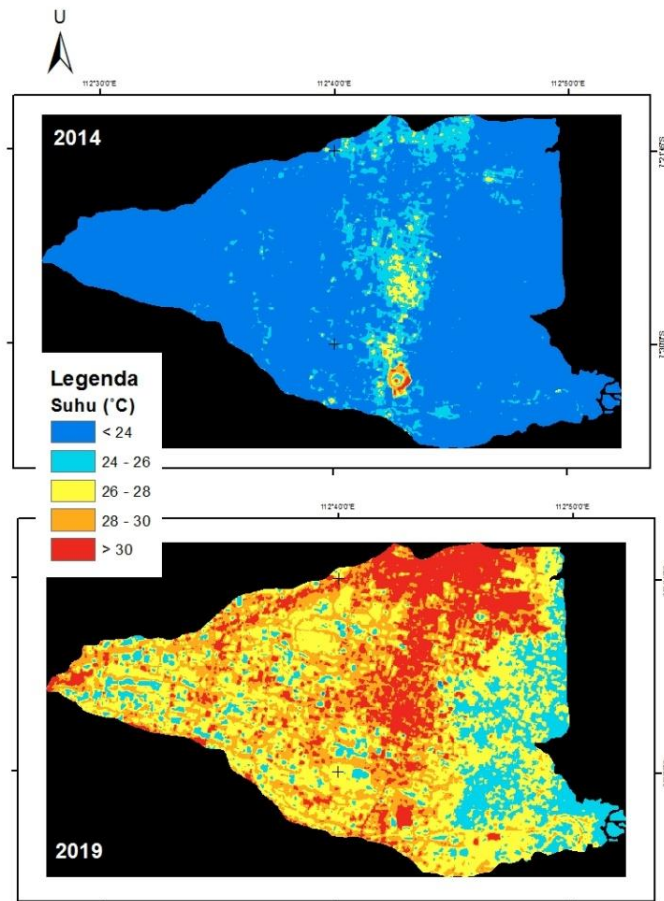 U
112°30'0"E 112°40'0"E 112°50'0"E
2014
Legenda
Suhu (°C)
< 24
24 - 26
26 - 28
28 - 30
> 30
112°40'0"E 112°50'0"E
2019